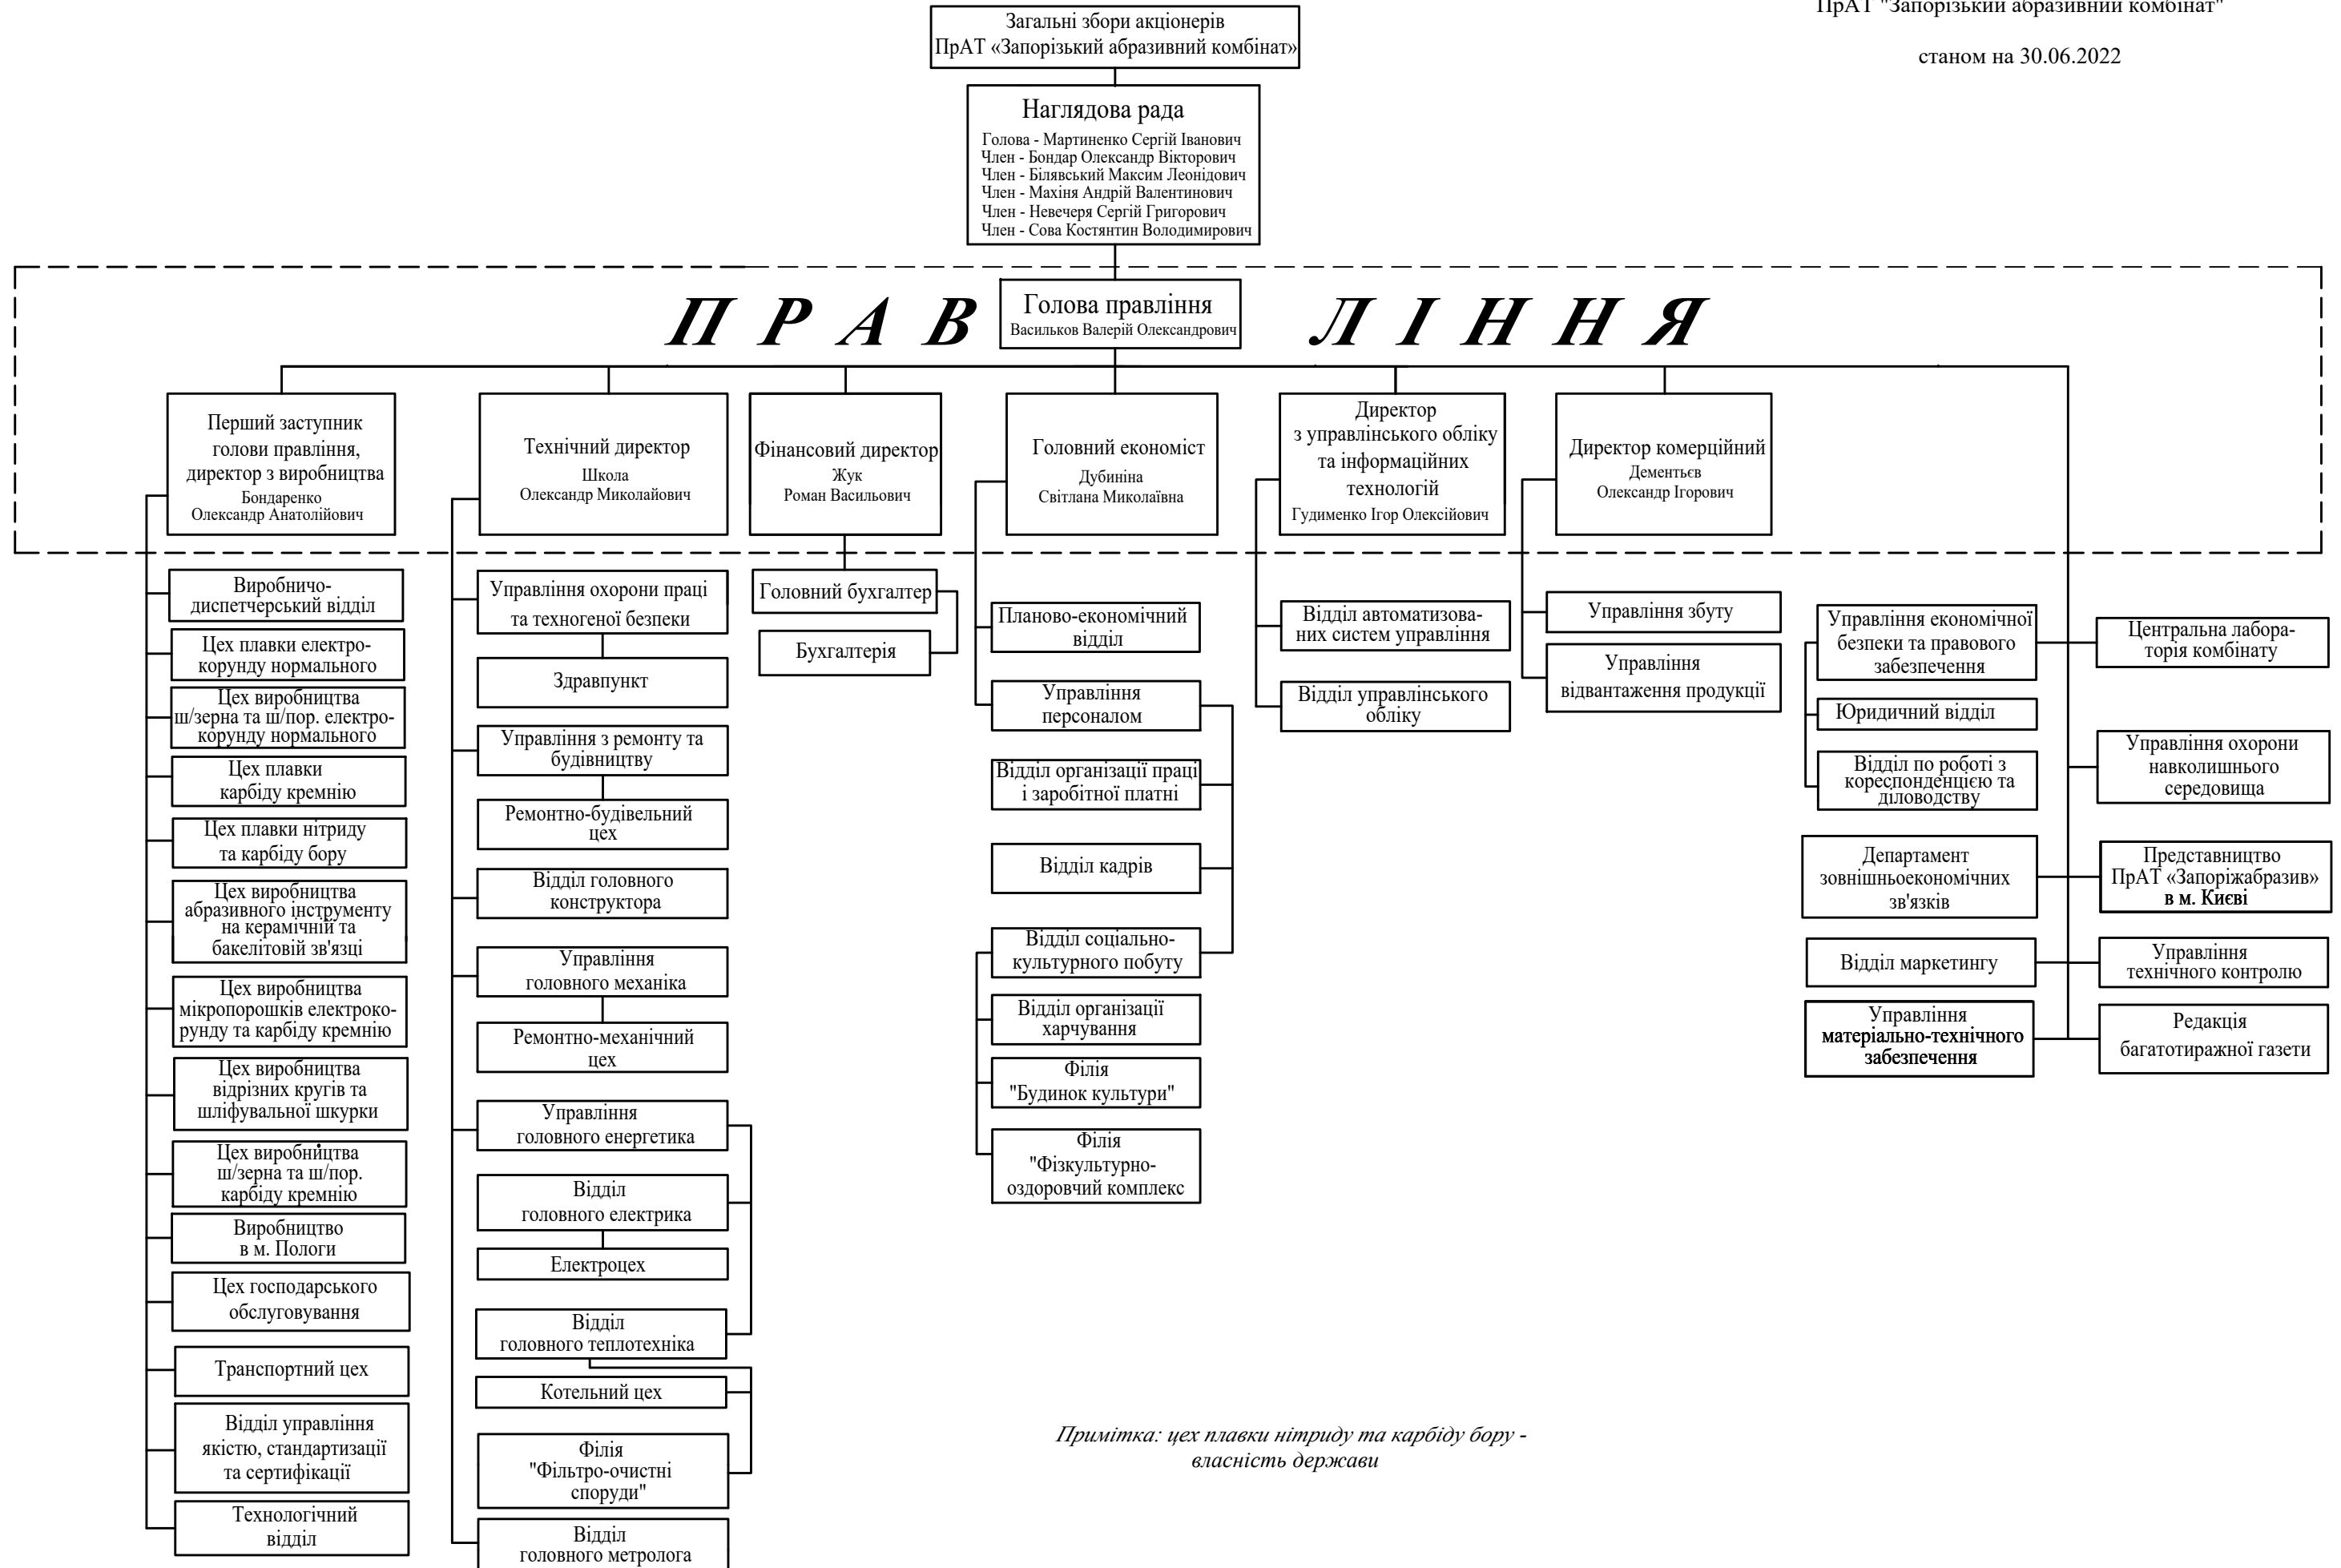 ПрАТ "Запорізький абразивний комбінат"
станом на 30.06.2022
Загальні збори акціонерів
ПрАТ «Запорізький абразивний комбінат»
Наглядова рада
Голова - Мартиненко Сергій Іванович
Член - Бондар Олександр Вікторович
Член - Білявський Максим Леонідович
Член - Махіня Андрій Валентинович
Член - Невечеря Сергій Григорович
Член - Сова Костянтин Володимирович
П Р А В Л І Н Н Я
Голова правління
Васильков Валерій Олександрович
Перший заступник
голови правління,
директор з виробництва
Бондаренко
Олександр Анатолійович
Технічний директор
Школа
Олександр Миколайович
Фінансовий директор
Жук
Роман Васильович
Головний економіст
Дубиніна
Світлана Миколаївна
Директор
з управлінського обліку
та інформаційних
технологій
Гудименко Ігор Олексійович
Директор комерційний
Дементьєв
Олександр Ігорович
Виробничо-
диспетчерський відділ
Цех плавки електро-
корунду нормального
Цех виробництва
ш/зерна та ш/пор. електро-
корунду нормального
Цех плавки
карбіду кремнію
Цех плавки нітриду
та карбіду бору
Цех виробництва
абразивного інструменту
на керамічній та
бакелітовій зв'язці
Цех виробництва
мікропорошків електроко-
рунду та карбіду кремнію
Цех виробництва
відрізних кругів та
шліфувальної шкурки
Цех виробництва
ш/зерна та ш/пор.
карбіду кремнію
Виробництво
в м. Пологи
Цех господарського
обслуговування
Транспортний цех
Відділ управління
якістю, стандартизації
та сертифікації
Технологічний
відділ
Управління охорони праці
та техногеної безпеки
Здравпункт
Управління з ремонту та
будівництву
Ремонтно-будівельний
цех
Відділ головного
конструктора
Управління
головного механіка
Ремонтно-механічний
цех
Управління
головного енергетика
Відділ
головного електрика
Електроцех
Відділ
головного теплотехніка
Котельний цех
Філія
"Фільтро-очистні
споруди"
Відділ
головного метролога
Головний бухгалтер
Бухгалтерія
Планово-економічний
відділ
Управління
персоналом
Відділ організації праці
і заробітної платні
Відділ кадрів
Відділ соціально-
культурного побуту
Відділ організації
харчування
Філія
"Будинок культури"
Філія
"Фізкультурно-
оздоровчий комплекс
Відділ автоматизова-
них систем управління
Відділ управлінського
обліку
Управління збуту
Управління
відвантаження продукції
Управління економічної
безпеки та правового
забезпечення
Юридичний відділ
Відділ по роботі з
кореспонденцією та
діловодству
Департамент
зовнішньоекономічних
зв'язків
Відділ маркетингу
Управління
матеріально-технічного
забезпечення
Центральна лабора-
торія комбінату
Управління охорони
навколишнього
середовища
Представництво
ПрАТ «Запоріжабразив»
в м. Києві
Управління
технічного контролю
Редакція
багатотиражної газети
Примітка: цех плавки нітриду та карбіду бору -
власність держави